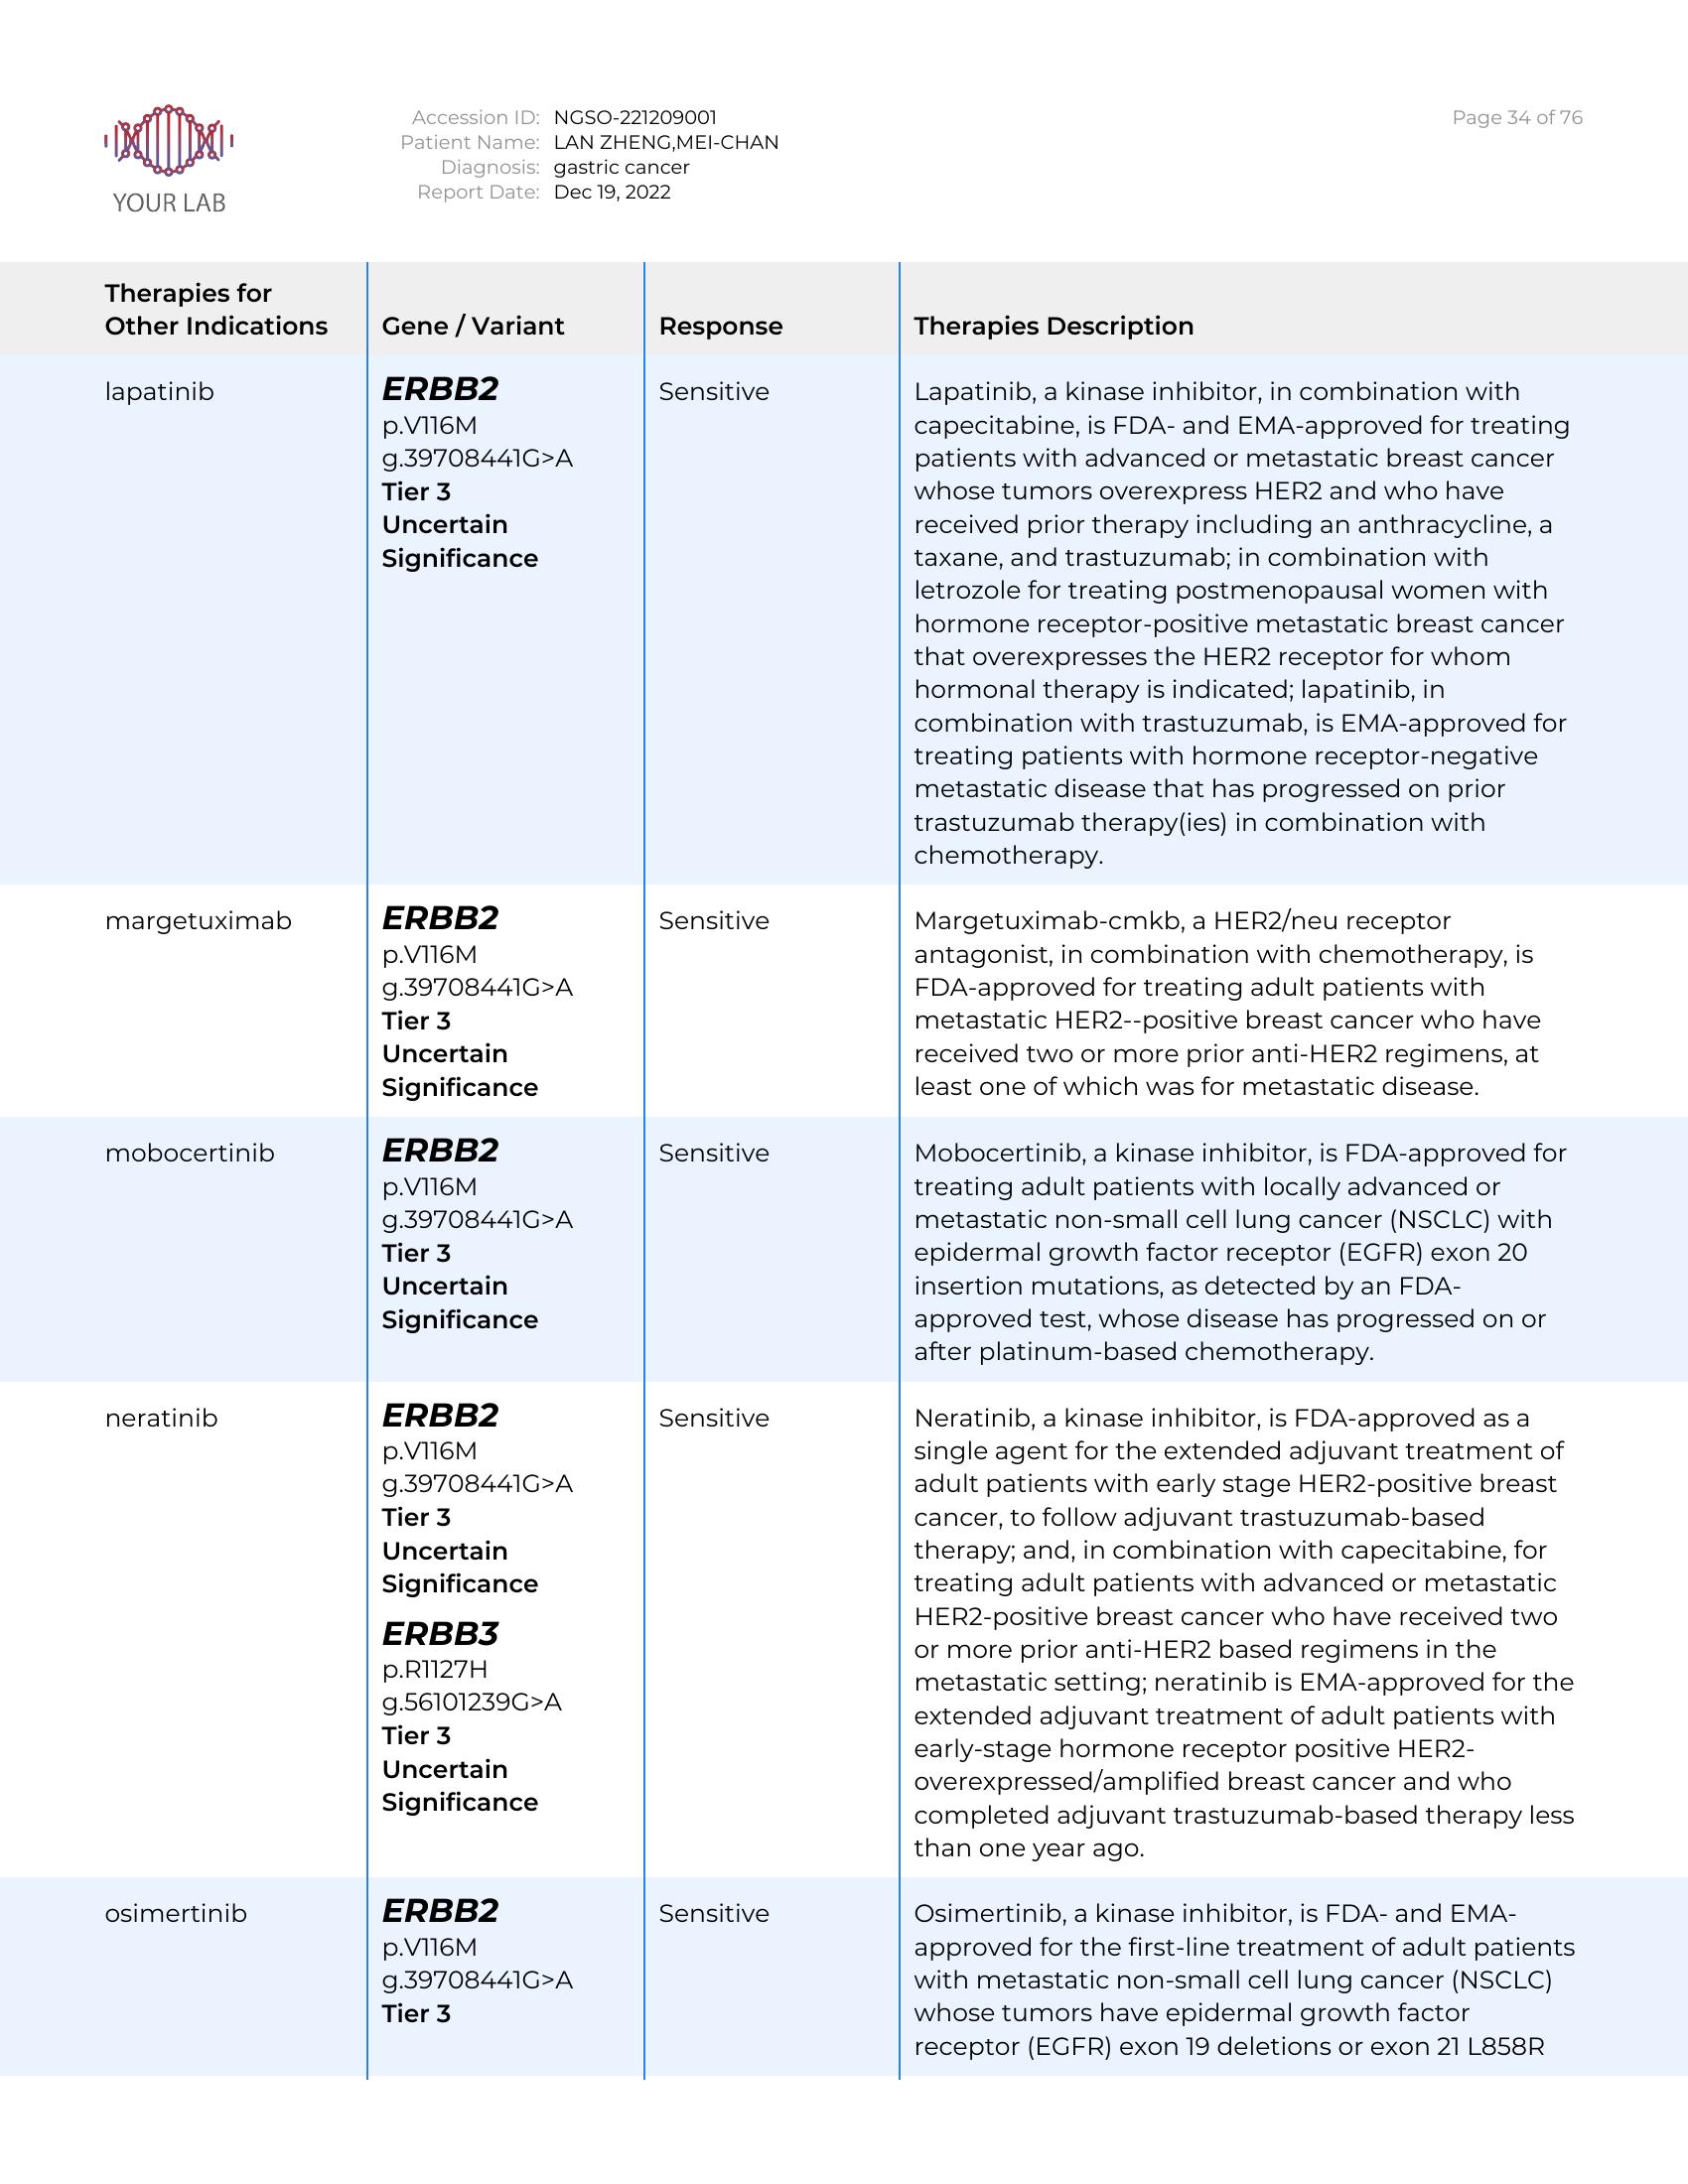 YOUR LAB
Accession ID: NGSO-221209001
Patient Name: LAN ZHENG,MEI-CHAN
Diagnosis: gastric cancer
Report Date: Dec 19, 2022
Page 34 of 76
Therapies for
Other Indications
Gene / Variant
Response
Therapies Description
lapatinib
ERBB2
p.V116M
g.39708441G>A
Tier 3
Uncertain
Significance
Sensitive
Lapatinib, a kinase inhibitor, in combination with
capecitabine, is FDA- and EMA-approved for treating
patients with advanced or metastatic breast cancer
whose tumors overexpress HER2 and who have
received prior therapy including an anthracycline, a
taxane, and trastuzumab; in combination with
letrozole for treating postmenopausal women with
hormone receptor-positive metastatic breast cancer
that overexpresses the HER2 receptor for whom
hormonal therapy is indicated; lapatinib, in
combination with trastuzumab, is EMA-approved for
treating patients with hormone receptor-negative
metastatic disease that has progressed on prior
trastuzumab therapy(ies) in combination with
chemotherapy.
margetuximab
ERBB2
p.V116M
g.39708441G>A
Tier 3
Uncertain
Significance
Sensitive
Margetuximab-cmkb, a HER2/neu receptor
antagonist, in combination with chemotherapy, is
FDA-approved for treating adult patients with
metastatic HER2--positive breast cancer who have
received two or more prior anti-HER2 regimens, at
least one of which was for metastatic disease.
mobocertinib
ERBB2
p.V116M
g.39708441G>A
Tier 3
Uncertain
Significance
Sensitive
Mobocertinib, a kinase inhibitor, is FDA-approved for
treating adult patients with locally advanced or
metastatic non-small cell lung cancer (NSCLC) with
epidermal growth factor receptor (EGFR) exon 20
insertion mutations, as detected by an FDA-
approved test, whose disease has progressed on or
after platinum-based chemotherapy.
neratinib
ERBB2
p.V116M
g.39708441G>A
Tier 3
Uncertain
Significance
ERBB3
p.R1127H
g.56101239G>A
Tier 3
Uncertain
Significance
Sensitive
Neratinib, a kinase inhibitor, is FDA-approved as a
single agent for the extended adjuvant treatment of
adult patients with early stage HER2-positive breast
cancer, to follow adjuvant trastuzumab-based
therapy; and, in combination with capecitabine, for
treating adult patients with advanced or metastatic
HER2-positive breast cancer who have received two
or more prior anti-HER2 based regimens in the
metastatic setting; neratinib is EMA-approved for the
extended adjuvant treatment of adult patients with
early-stage hormone receptor positive HER2-
overexpressed/amplified breast cancer and who
completed adjuvant trastuzumab-based therapy less
than one year ago.
osimertinib
ERBB2
p.V116M
g.39708441G>A
Tier 3
Sensitive
Osimertinib, a kinase inhibitor, is FDA- and EMA-
approved for the first-line treatment of adult patients
with metastatic non-small cell lung cancer (NSCLC)
whose tumors have epidermal growth factor
receptor (EGFR) exon 19 deletions or exon 21 L858R